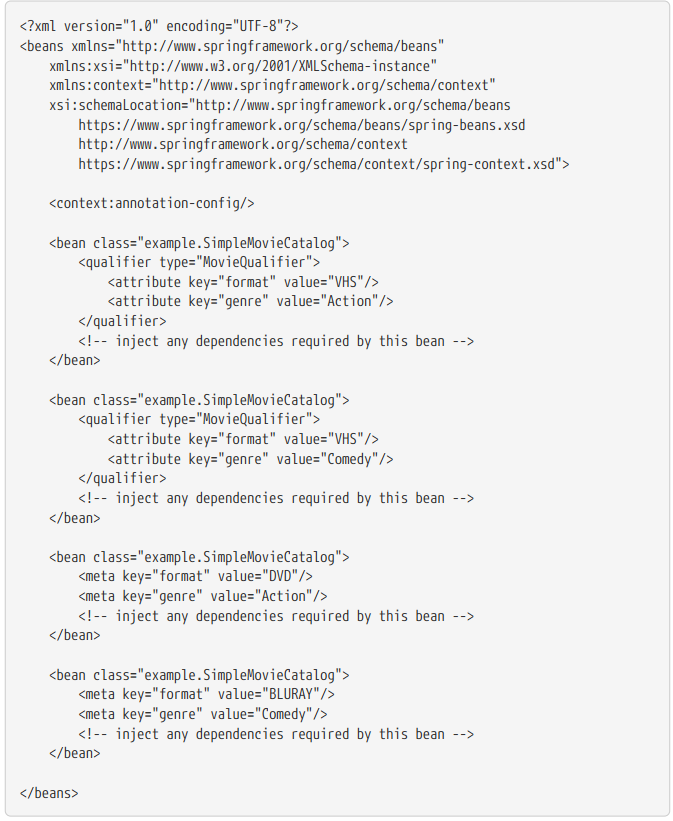 <?xml version="1.0" encoding="UTF-8"?>
<beans xmlns="http://www.springframework.org/schema/beans"
    xmlns:xsi="http://www.w3.org/2001/XMLSchema-instance"
    xmlns:context="http://www.springframework.org/schema/context"
    xsi:schemaLocation="http://www.springframework.org/schema/beans
        https://www.springframework.org/schema/beans/spring-beans.xsd
        http://www.springframework.org/schema/context
        https://www.springframework.org/schema/context/spring-context.xsd">

    <context:annotation-config/>

    <bean class="example.SimpleMovieCatalog">
        <qualifier type="MovieQualifier">
            <attribute key="format" value="VHS"/>
            <attribute key="genre" value="Action"/>
        </qualifier>
        <!-- inject any dependencies required by this bean -->
    </bean>

    <bean class="example.SimpleMovieCatalog">
        <qualifier type="MovieQualifier">
            <attribute key="format" value="VHS"/>
            <attribute key="genre" value="Comedy"/>
        </qualifier>
        <!-- inject any dependencies required by this bean -->
    </bean>

    <bean class="example.SimpleMovieCatalog">
        <meta key="format" value="DVD"/>
        <meta key="genre" value="Action"/>
        <!-- inject any dependencies required by this bean -->
    </bean>

    <bean class="example.SimpleMovieCatalog">
        <meta key="format" value="BLURAY"/>
        <meta key="genre" value="Comedy"/>
        <!-- inject any dependencies required by this bean -->
    </bean>

</beans>